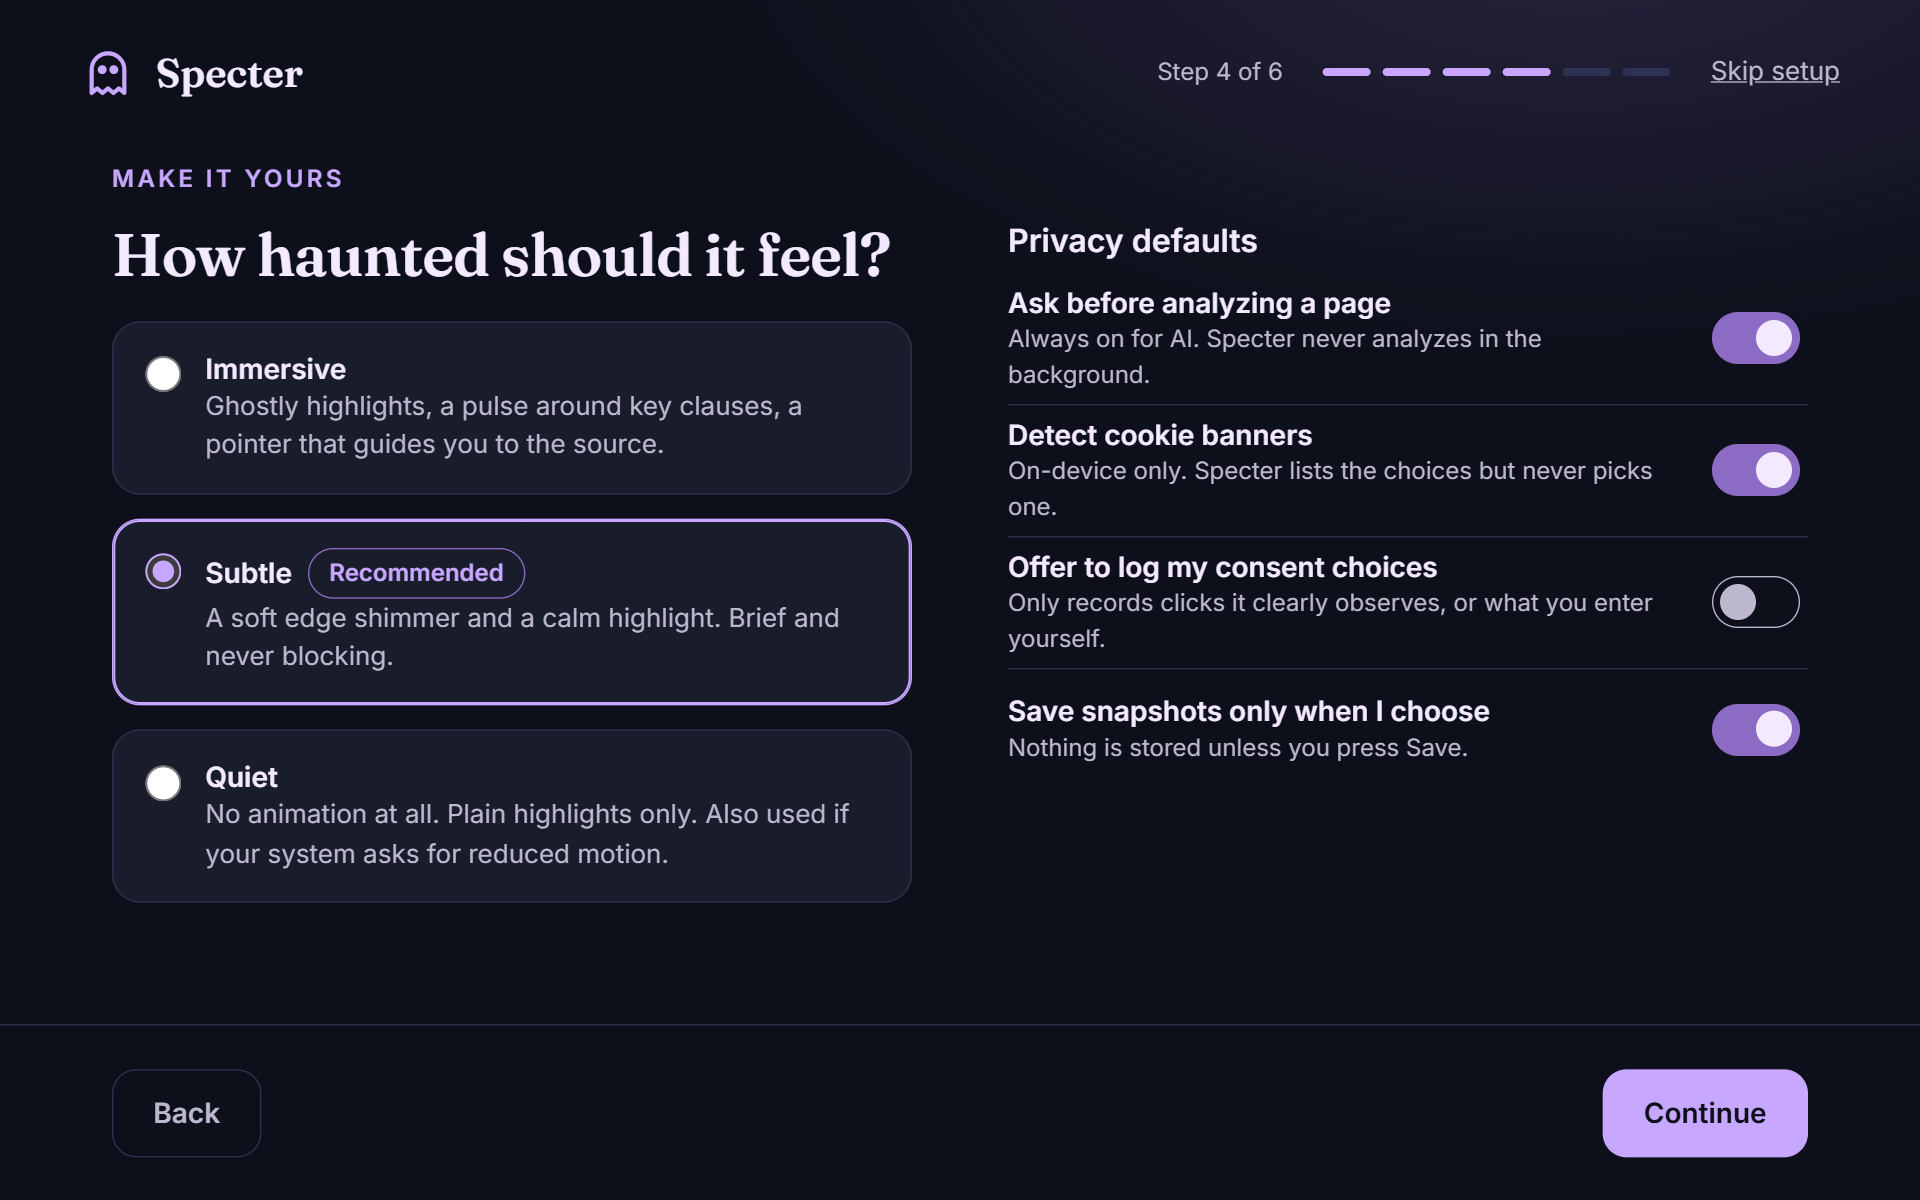 Specter
Step 4 of 6
Skip setup
MAKE IT YOURS
How haunted should it feel?
Immersive
Ghostly highlights, a pulse around key clauses, a
pointer that guides you to the source.
Subtle
Recommended
A soft edge shimmer and a calm highlight. Brief and
never blocking.
Quiet
No animation at all. Plain highlights only. Also used if
your system asks for reduced motion.
Privacy defaults
Ask before analyzing a page
Always on for AI. Specter never analyzes in the
background.
Detect cookie banners
On-device only. Specter lists the choices but never picks
one.
Offer to log my consent choices
Only records clicks it clearly observes, or what you enter
yourself.
Save snapshots only when I choose
Nothing is stored unless you press Save.
Back
Continue